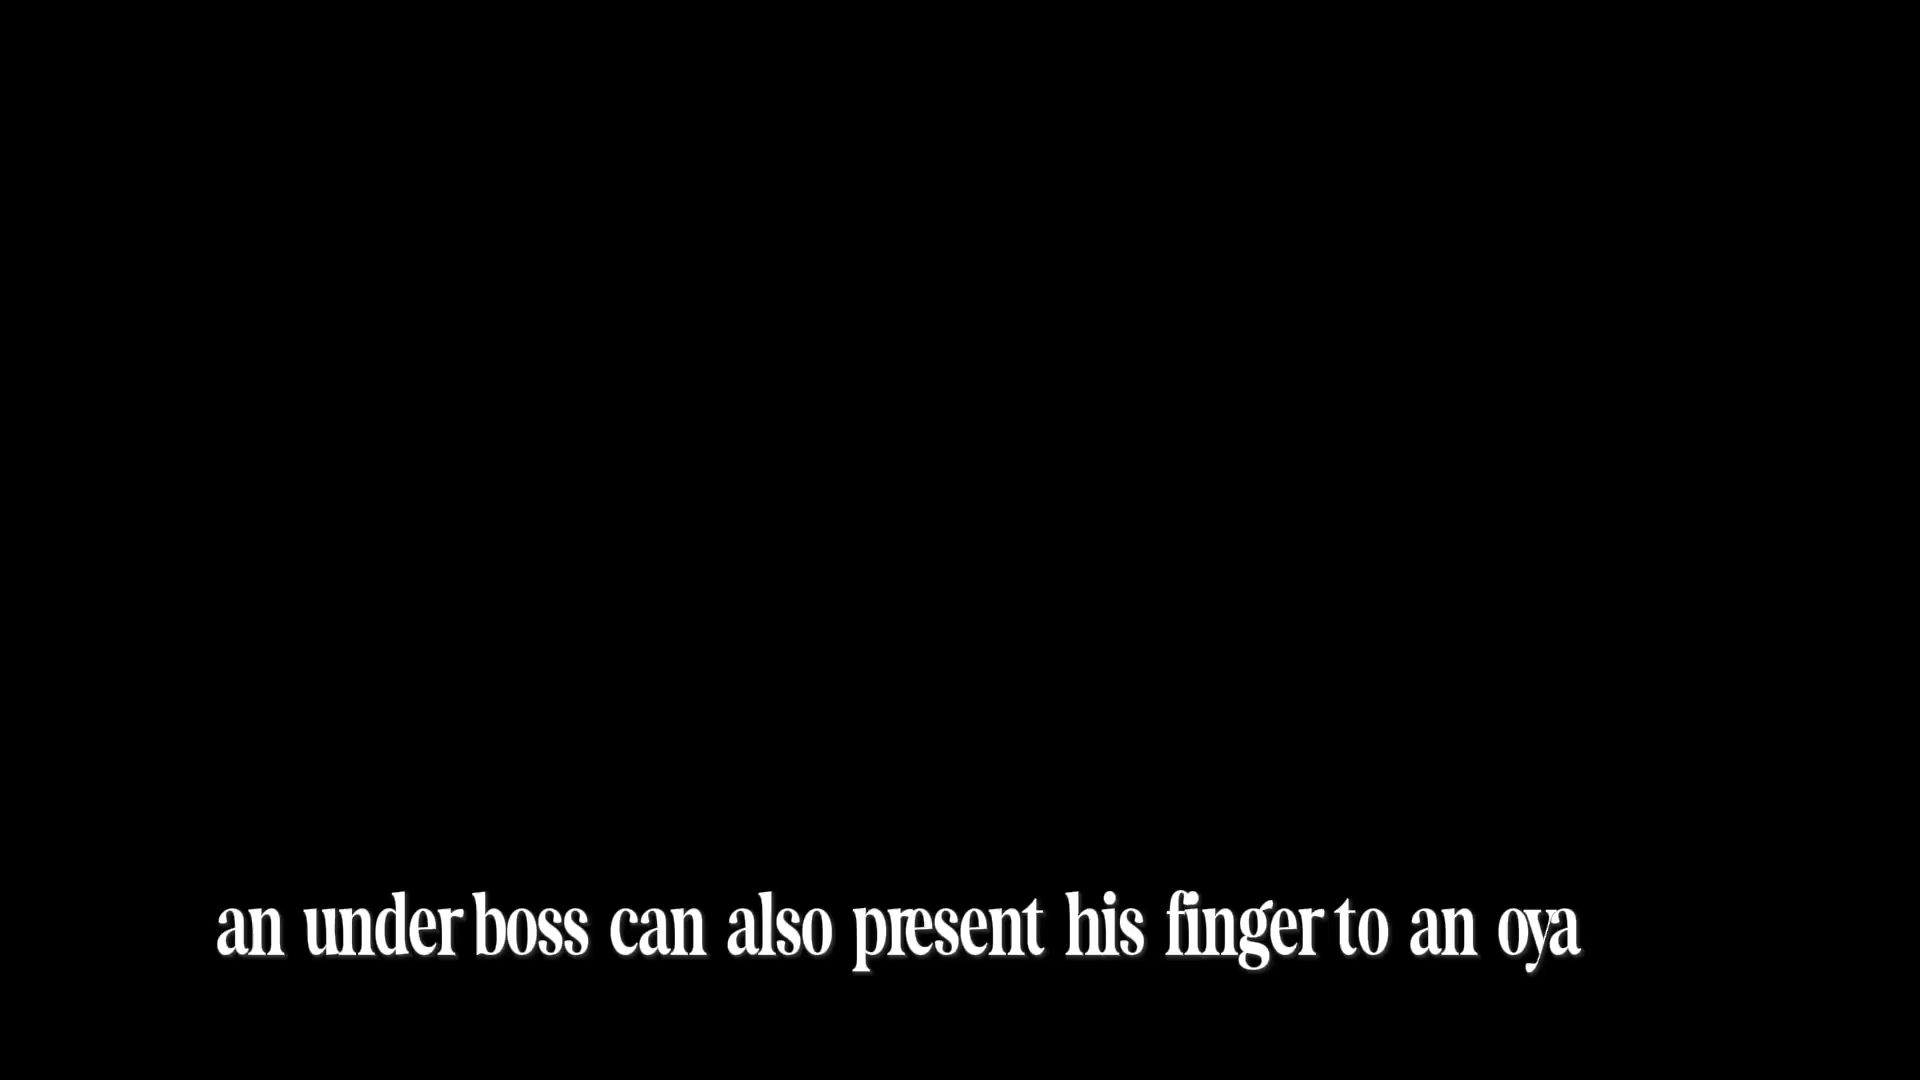 an under boss can also present his finger to an oya